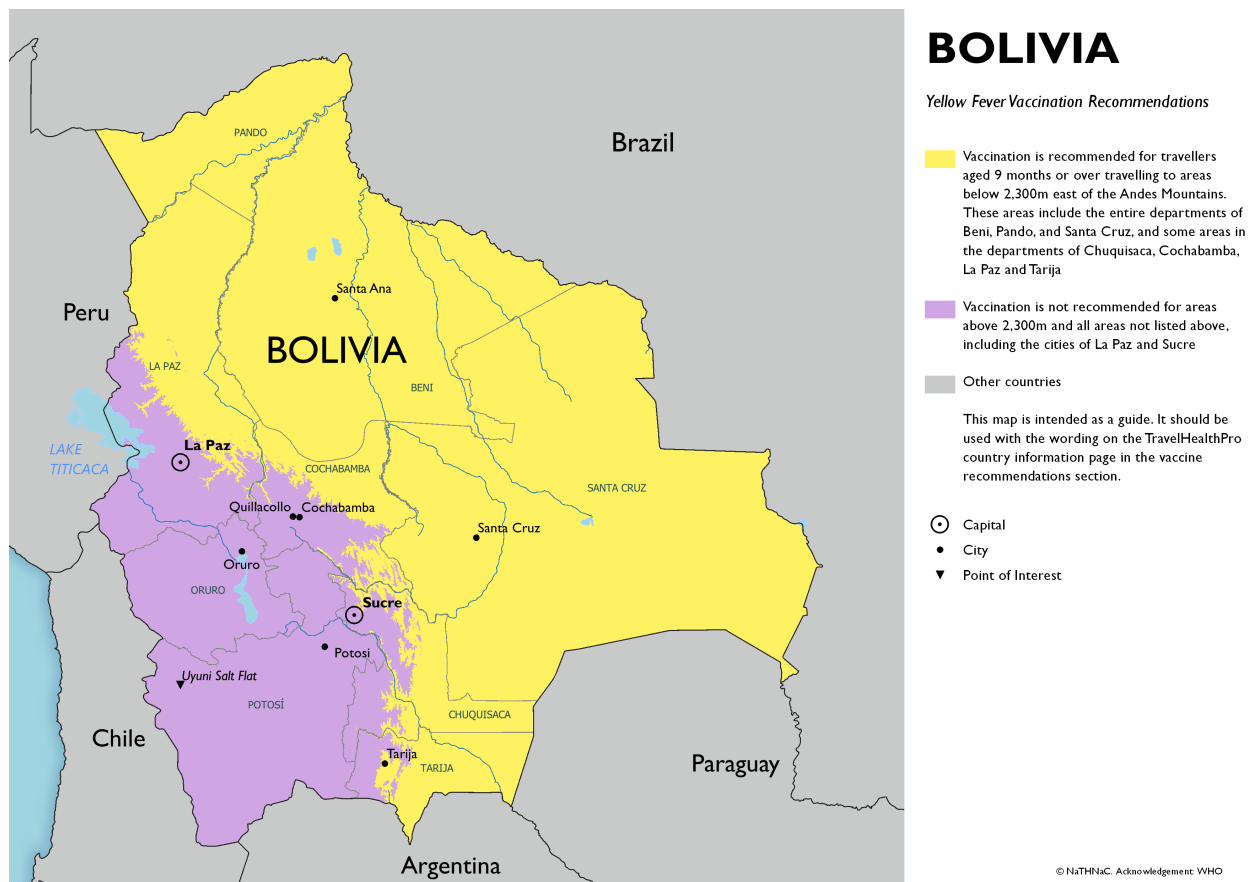 BOLIVIA
Yellow Fever Vaccination Recommendations
Vaccination is recommended for travellers
aged 9 months or over travelling to areas
below 2,300m east of the Andes Mountains.
These areas include the entire departments of
Beni, Pando, and Santa Cruz, and some areas in
the departments of Chuquisaca, Cochabamba,
La Paz and Tarija
Vaccination is not recommended for areas
above 2,300m and all areas not listed above,
including the cities of La Paz and Sucre
Other countries
This map is intended as a guide. It should be
used with the wording on the TravelHealthPro
country information page in the vaccine
recommendations section.
Capital
City
Point of Interest
© NaTHNaC. Acknowledgement: WHO
PANDO
Brazil
Santa Ana
Peru
BOLIVIA
LA PAZ
BENI
LAKE
TITICACA
La Paz
COCHABAMBA
SANTA CRUZ
Quillacollo
Cochabamba
Santa Cruz
Oruro
ORURO
Sucre
Potosi
Uyuni Salt Flat
POTOSÍ
CHUQUISACA
Chile
Tarija
TARIJA
Paraguay
Argentina